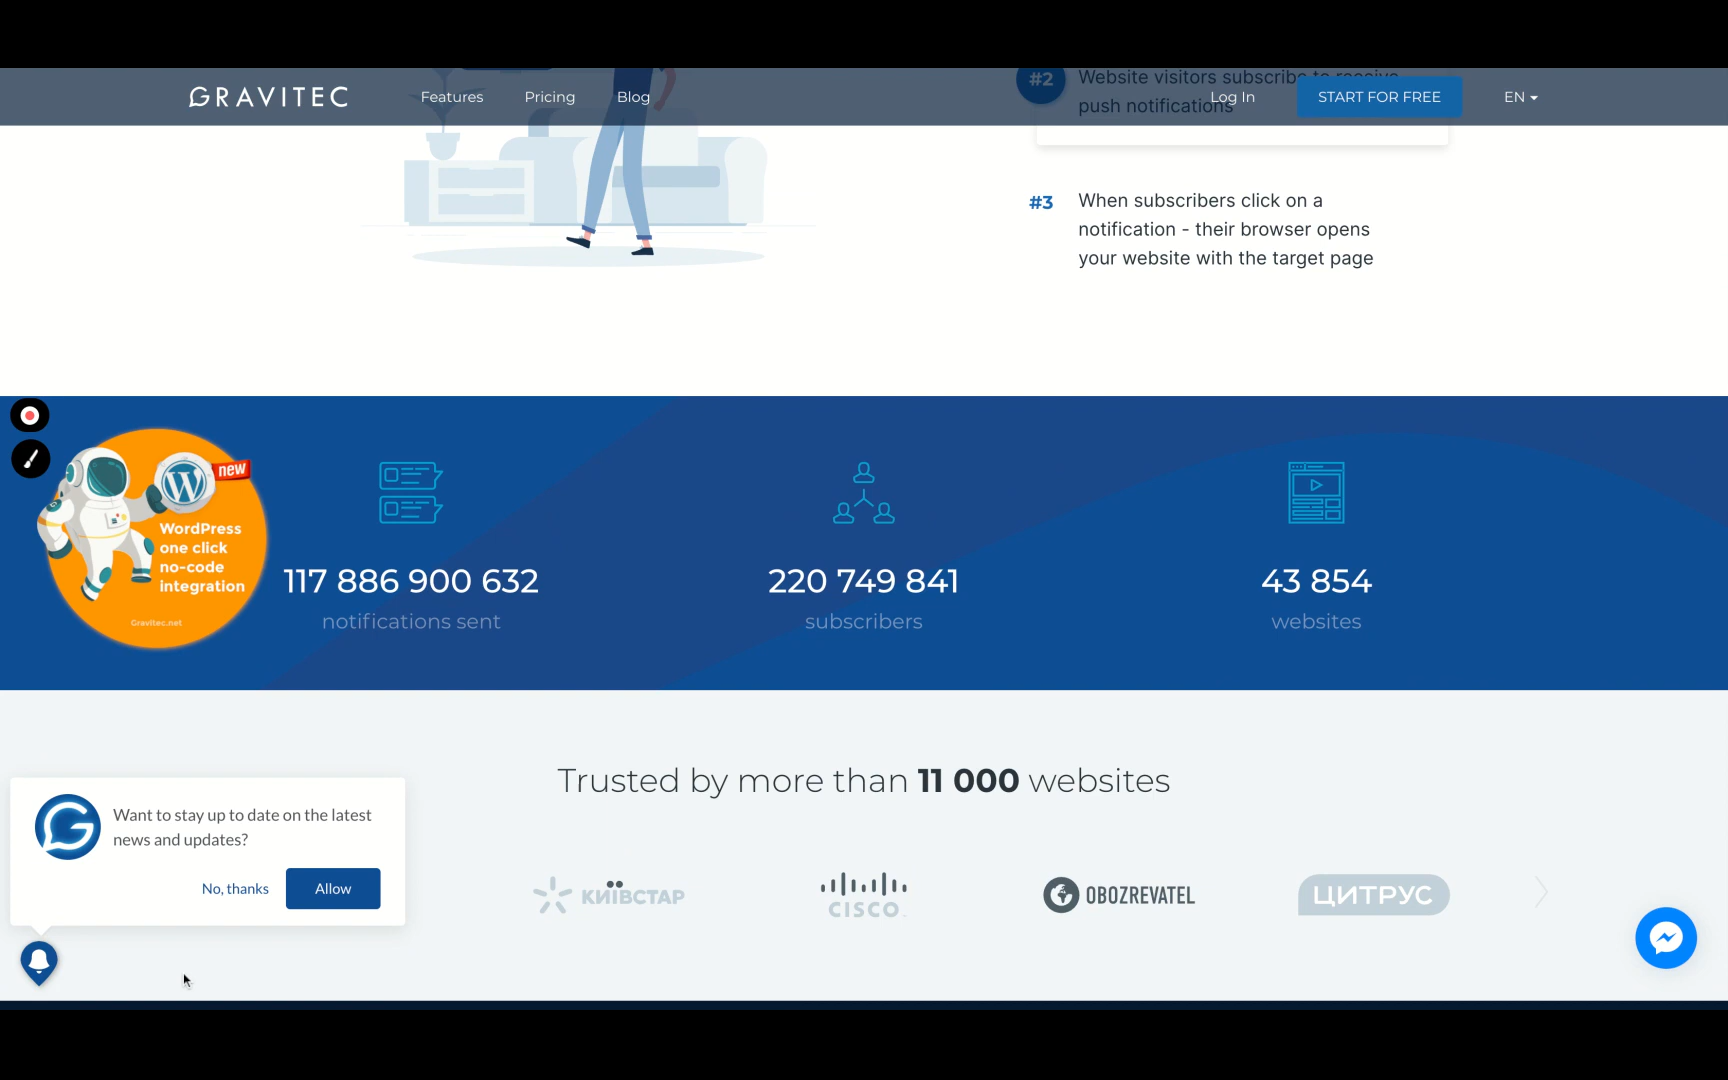 GRAVITEC
Features
Pricing
Blog
Log In
START FOR FREE
EN
#2
Website visitors subscribe to receive
push notifications
#3
When subscribers click on a
notification - their browser opens
your website with the target page
new
WordPress
one click
no-code
integration
Gravitec.net
117 886 900 632
notifications sent
220 749 841
subscribers
43 854
websites
Trusted by more than 11 000 websites
Want to stay up to date on the latest
news and updates?
No, thanks
Allow
КИЇВСТАР
CISCO
OBOZREVATEL
ЦИТРУС